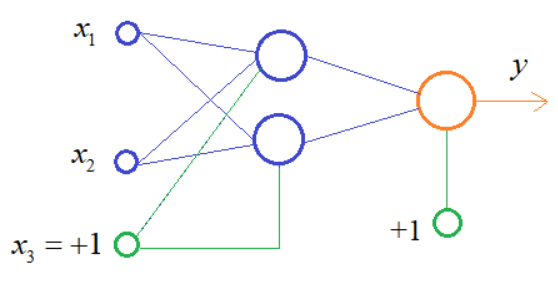 x₁
y
x₂
+1
x₃ = +1